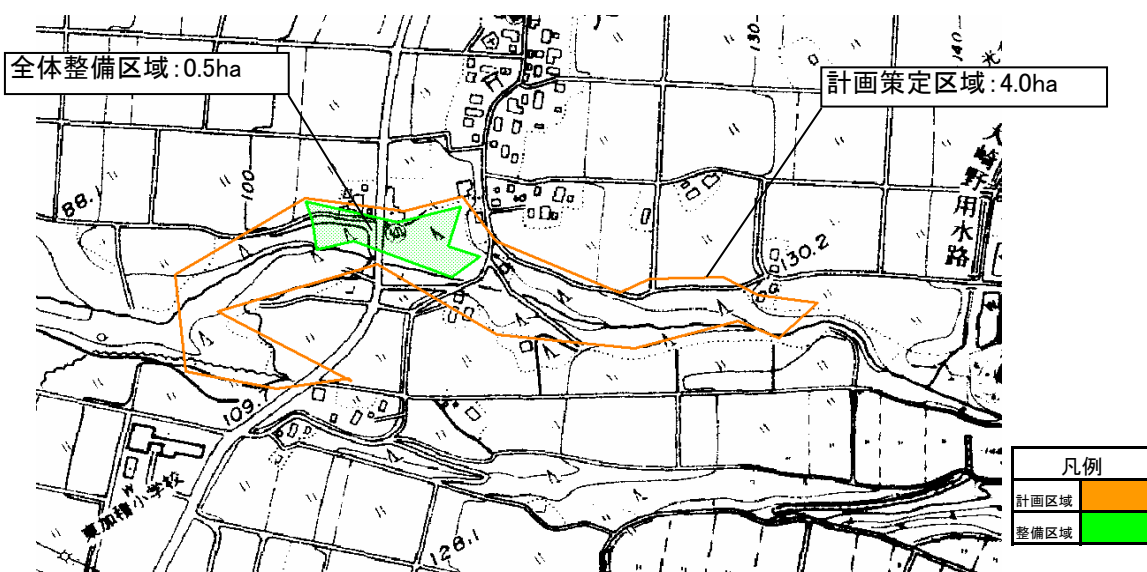 全体整備区域:0.5ha
計画策定区域:4.0ha
130
140
大崎野用水路
100
88.1
幼
130.2
109.
東加積小学校
128.1
凡例
計画区域
整備区域